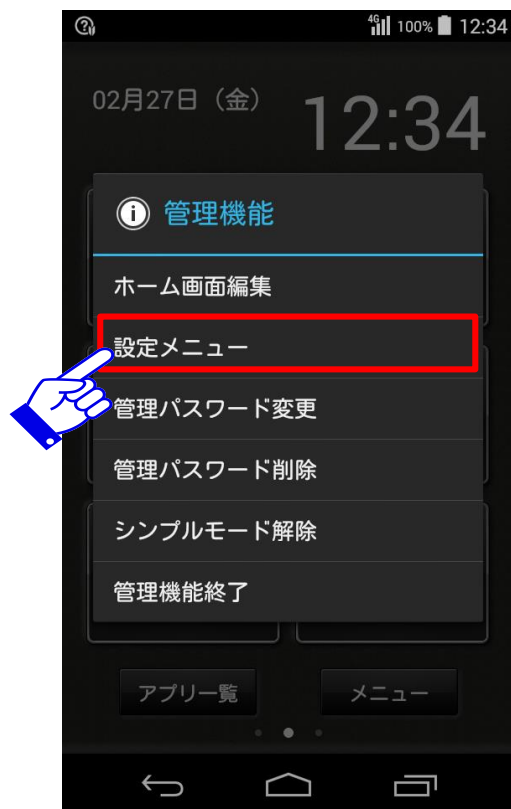 4G 100% 12:34
02月27日（金）
12:34
管理機能
ホーム画面編集
設定メニュー
管理パスワード変更
管理パスワード削除
シンプルモード解除
管理機能終了
アプリ一覧 メニュー